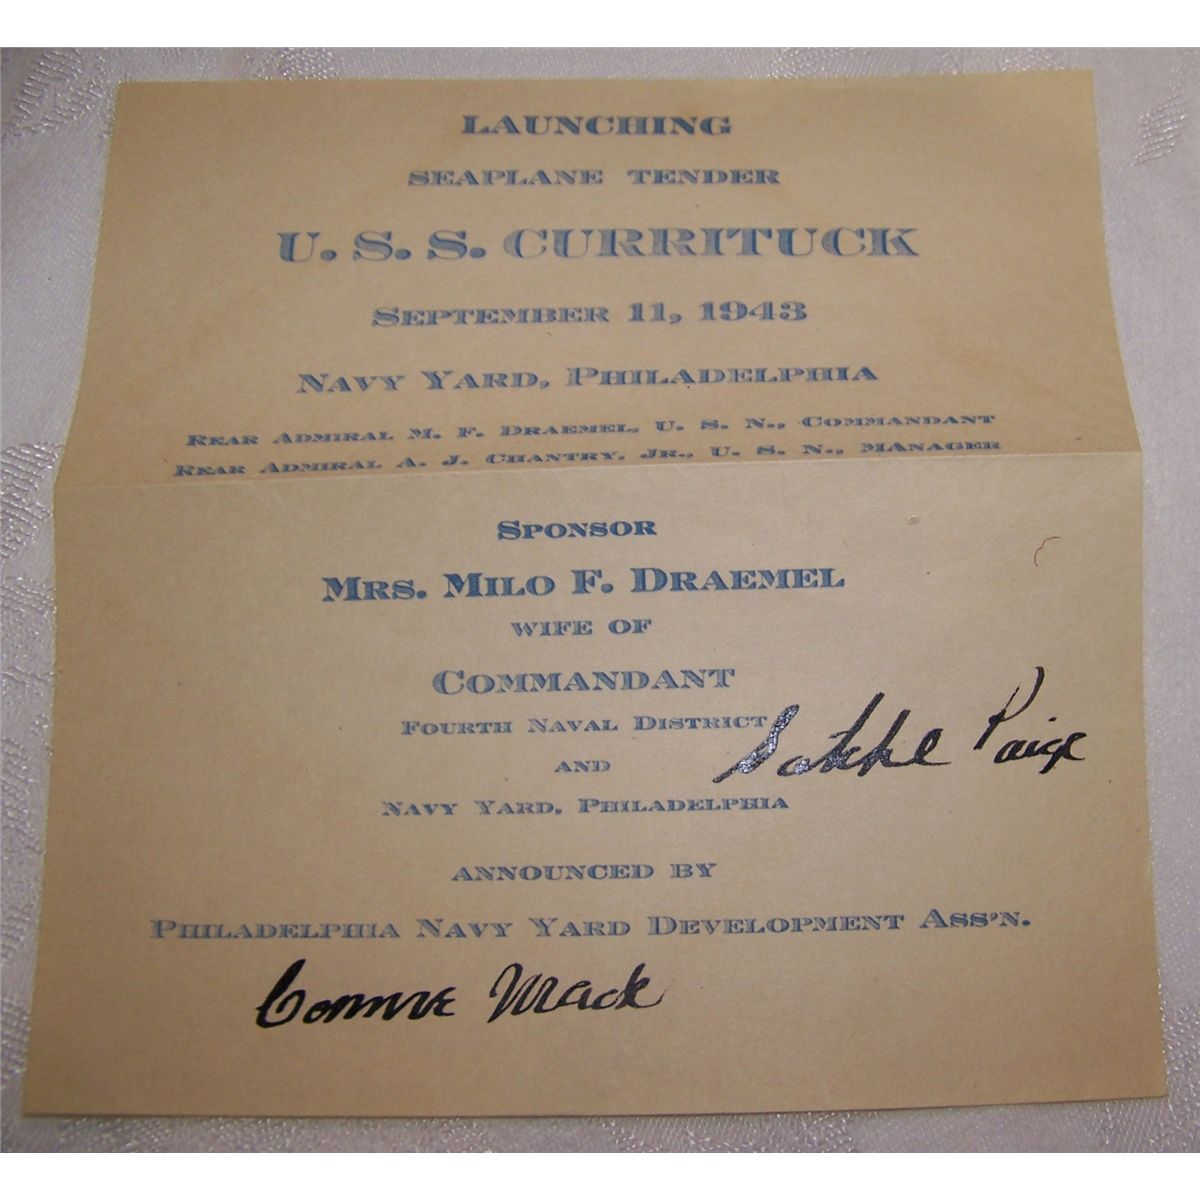 LAUNCHING
SEAPLANE TENDER
U. S. S. CURRITUCK
SEPTEMBER 11, 1943
NAVY YARD, PHILADELPHIA
REAR ADMIRAL M. F. DRAEMEL, U. S. N., COMMANDANT
REAR ADMIRAL A. J. CHANTRY, JR., U. S. N., MANAGER
SPONSOR
MRS. MILO F. DRAEMEL
WIFE OF
COMMANDANT
FOURTH NAVAL DISTRICT
Satchel Paige
AND
NAVY YARD, PHILADELPHIA
ANNOUNCED BY
PHILADELPHIA NAVY YARD DEVELOPMENT ASS'N.
Connie Mack